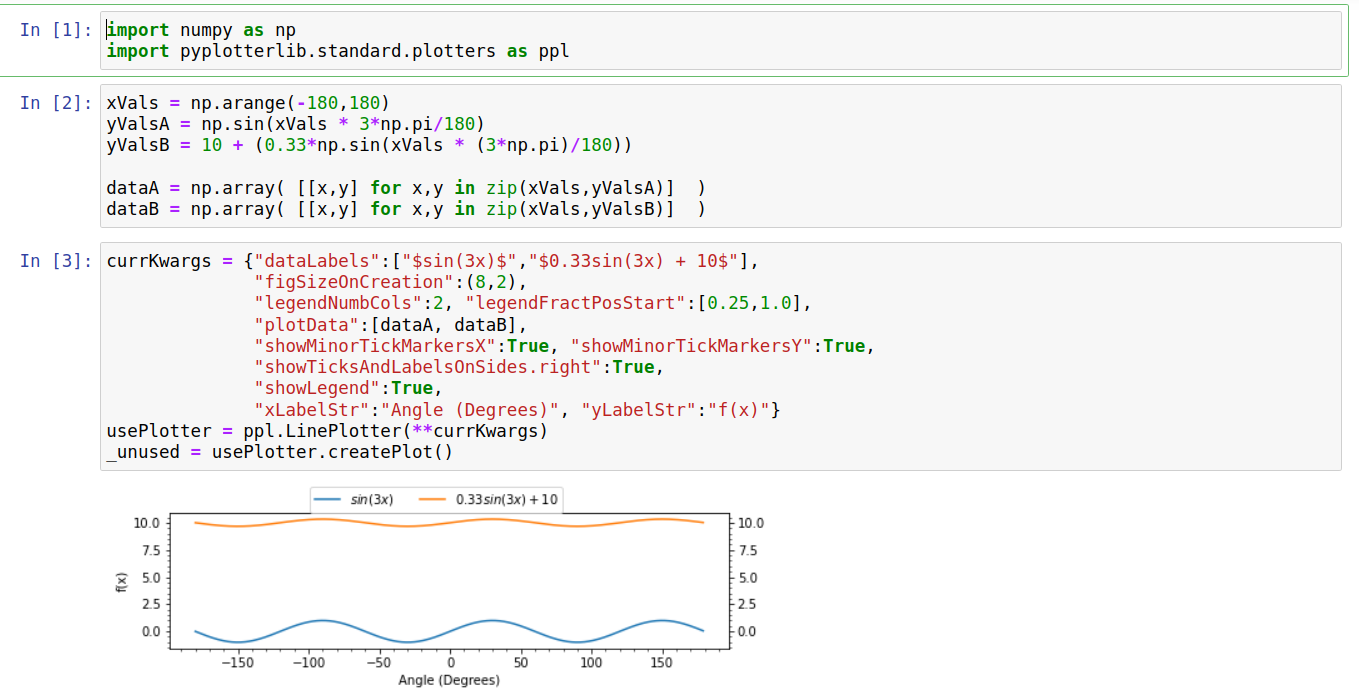 In [1]: import numpy as np
import pyplotterlib.standard.plotters as ppl
In [2]: xVals = np.arange(-180,180)
yValsA = np.sin(xVals * 3*np.pi/180)
yValsB = 10 + (0.33*np.sin(xVals * (3*np.pi)/180))
dataA = np.array( [[x,y] for x,y in zip(xVals,yValsA)]  )
dataB = np.array( [[x,y] for x,y in zip(xVals,yValsB)]  )
In [3]: currKwargs = {"dataLabels":["$sin(3x)$","$0.33sin(3x) + 10$"],
"figSizeOnCreation":(8,2),
"legendNumbCols":2, "legendFractPosStart":[0.25,1.0],
"plotData":[dataA, dataB],
"showMinorTickMarkersX":True, "showMinorTickMarkersY":True,
"showTicksAndLabelsOnSides.right":True,
"showLegend":True,
"xLabelStr":"Angle (Degrees)", "yLabelStr":"f(x)"}
usePlotter = ppl.LinePlotter(**currKwargs)
_unused = usePlotter.createPlot()
sin(3x) 0.33sin(3x) + 10
10.0 10.0
7.5 7.5
f(x)
5.0 5.0
2.5 2.5
0.0 0.0
−150 −100 −50 0 50 100 150
Angle (Degrees)